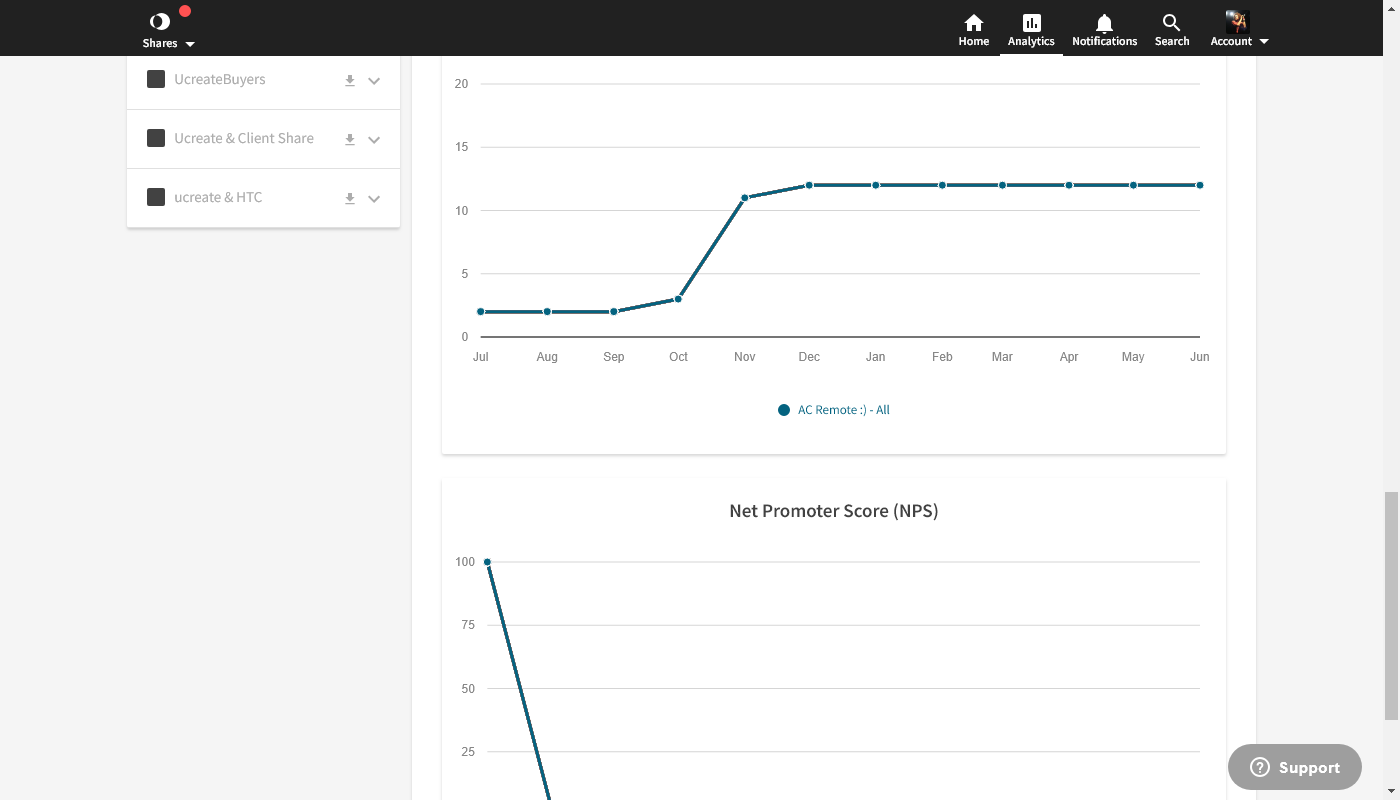 Shares
Home
Analytics
Notifications
Search
Account
UcreateBuyers
Ucreate & Client Share
ucreate & HTC
20
15
10
5
0
Jul Aug Sep Oct Nov Dec Jan Feb Mar Apr May Jun
AC Remote :) - All
Net Promoter Score (NPS)
100
75
50
25
? Support